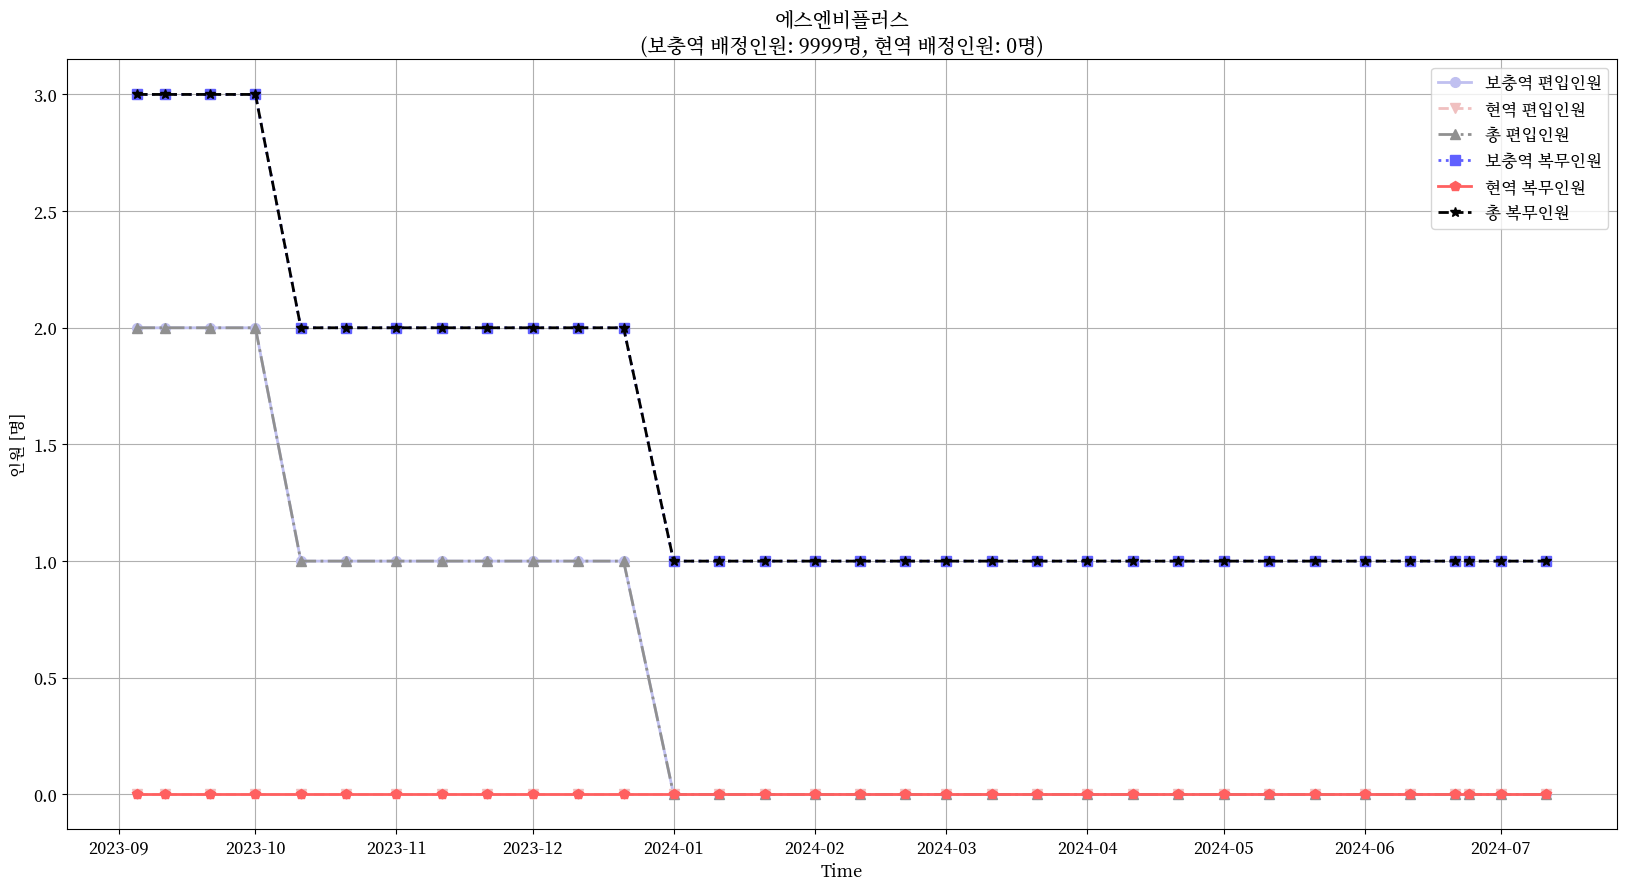 에스엔비플러스
(보충역 배정인원: 9999명, 현역 배정인원: 0명)
보충역 편입인원
현역 편입인원
총 편입인원
보충역 복무인원
현역 복무인원
총 복무인원
인원 [명]
3.0
2.5
2.0
1.5
1.0
0.5
0.0
2023-09 2023-10 2023-11 2023-12 2024-01 2024-02 2024-03 2024-04 2024-05 2024-06 2024-07
Time